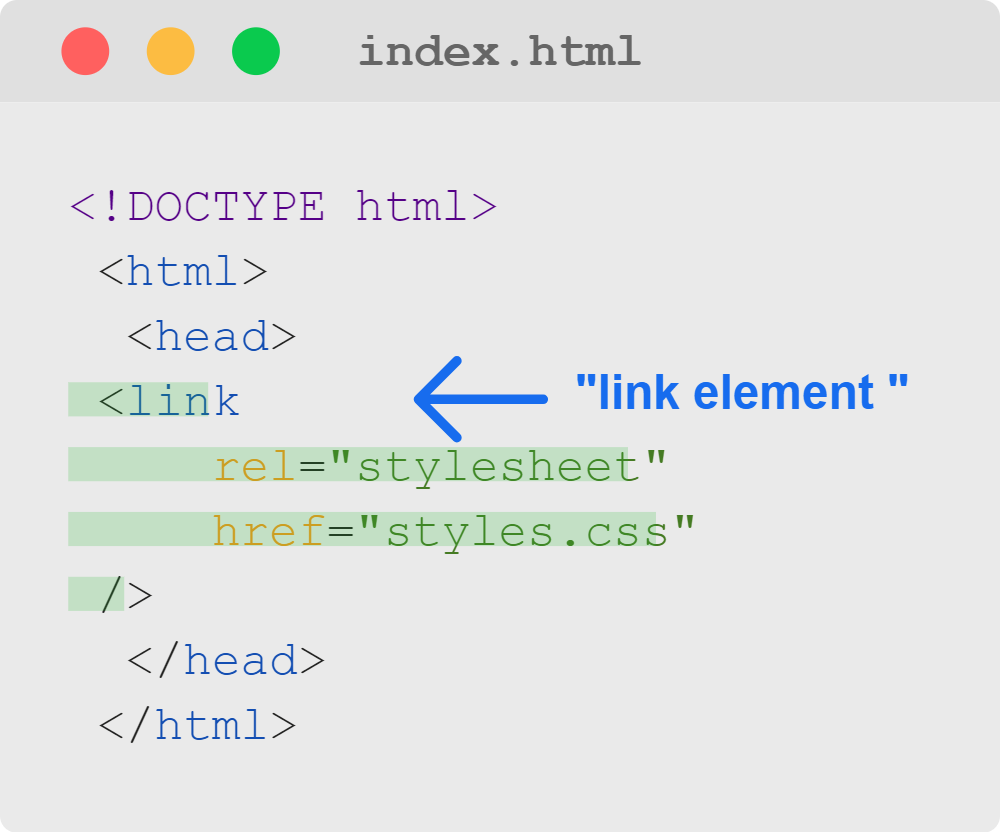 index.html
<!DOCTYPE html>
<html>
<head>
<link
"link element "
rel="stylesheet"
href="styles.css"
/>
</head>
</html>